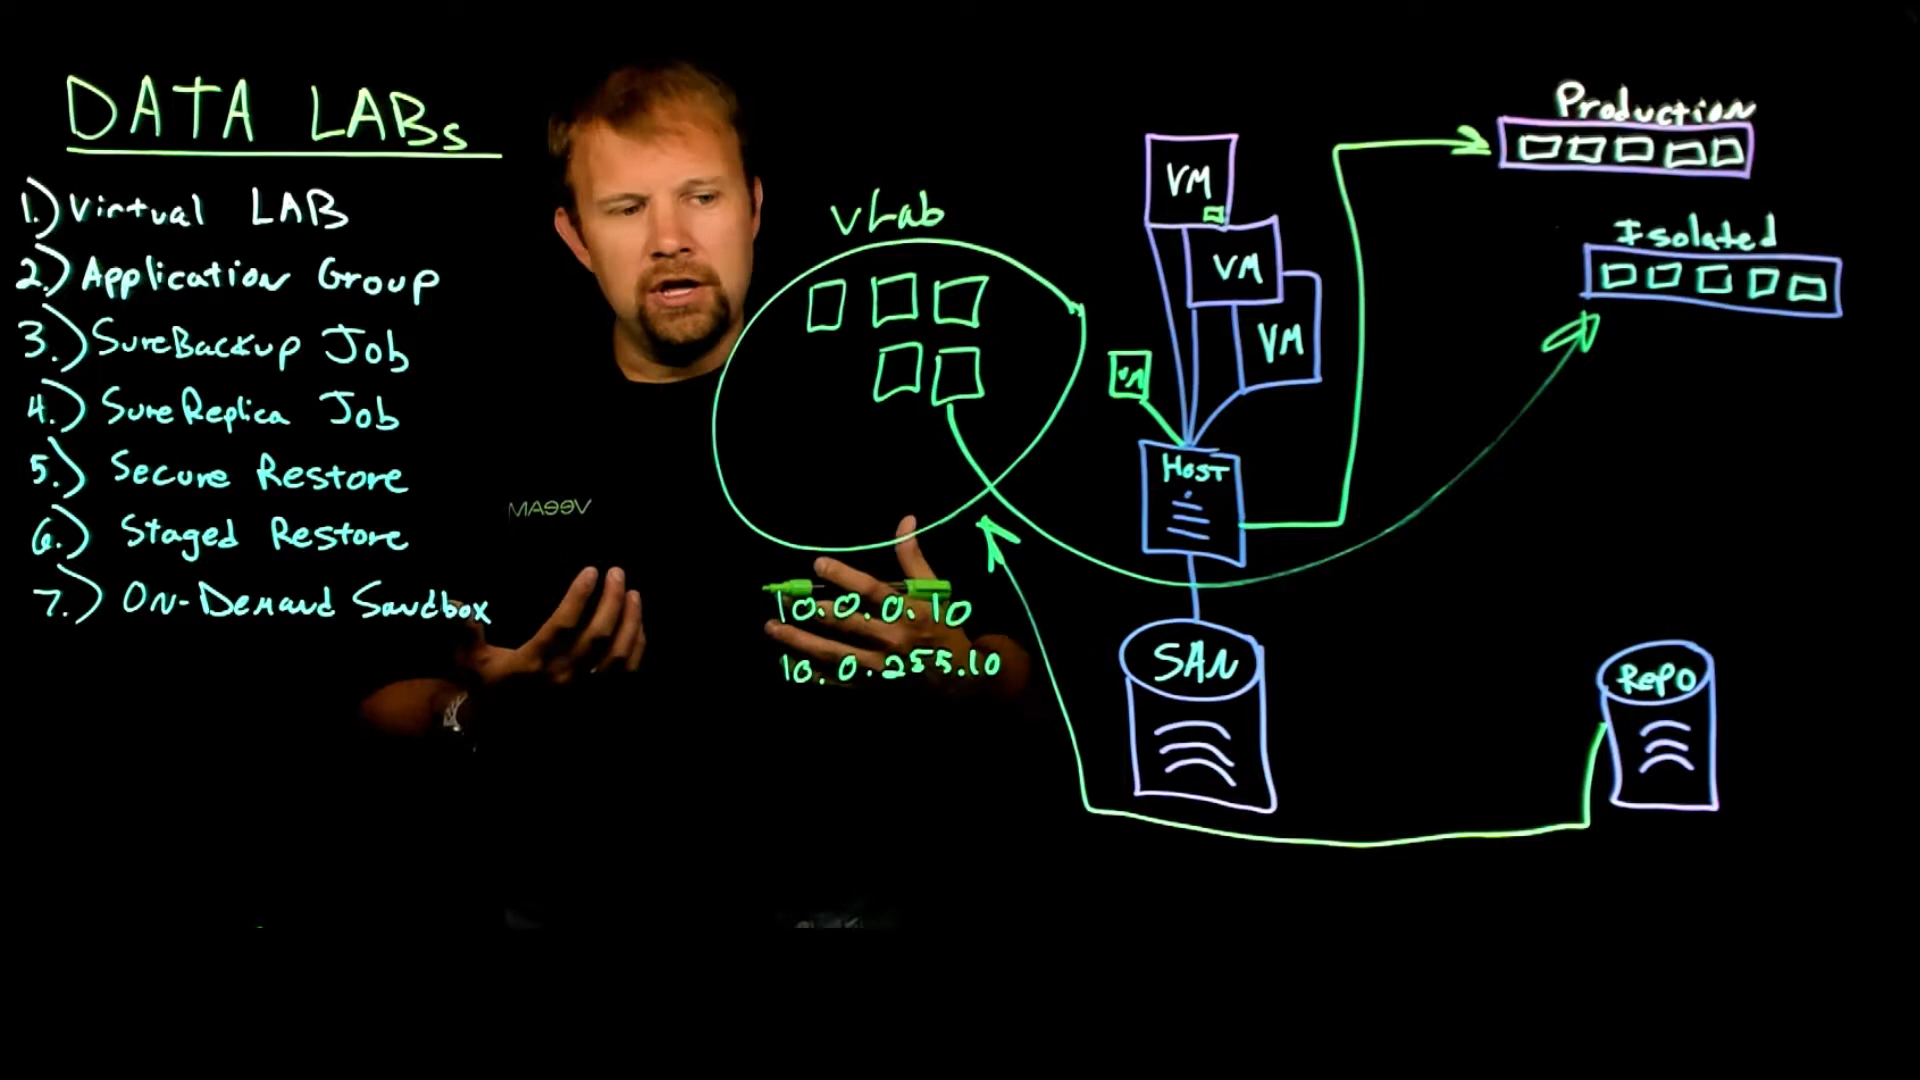 DATA LABs
1.) Virtual LAB
2.) Application Group
3.) SureBackup Job
4.) SureReplica Job
5.) Secure Restore
6.) Staged Restore
7.) ON-Demand Sandbox
VeeAM
vLab
10.0.0.10
10.0.255.10
VM
VM
VM
VM
HOST
SAN
Production
Isolated
RePO